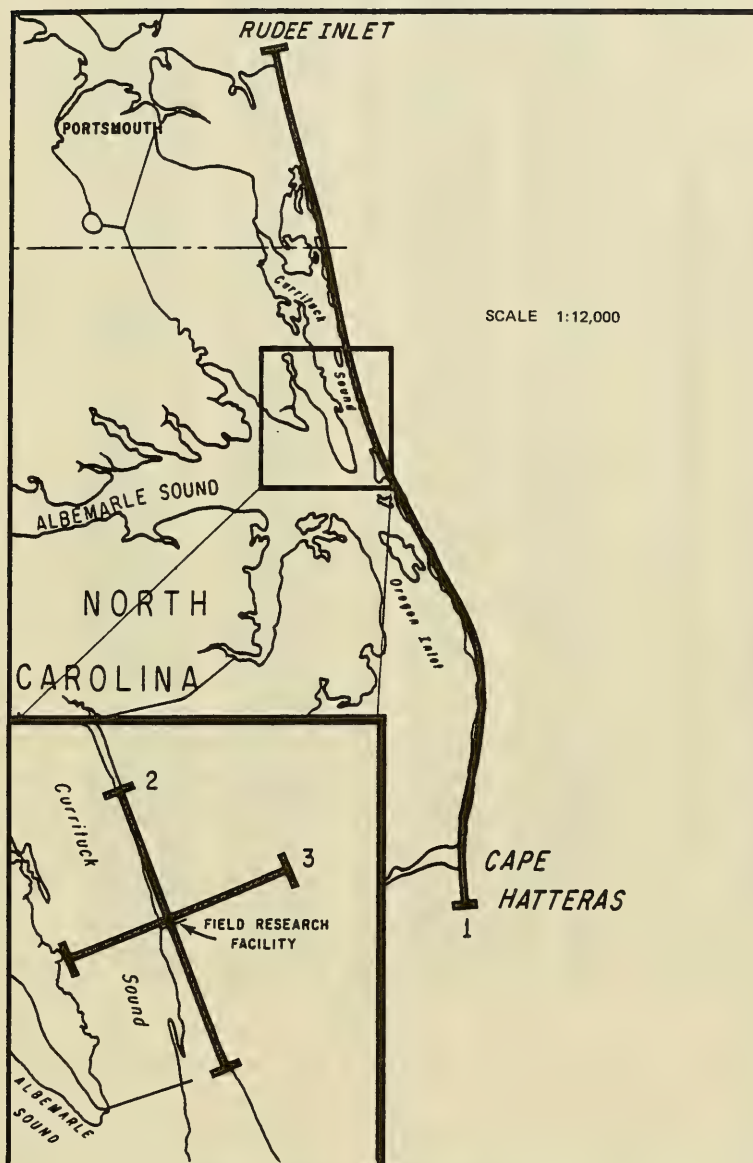 RUDEE INLET
PORTSMOUTH
Currituck
SCALE 1:12,000
Sound
ALBEMARLE SOUND
Oregon Inlet
NORTH
CAROLINA
2
Currituck
3
CAPE
HATTERAS
FIELD RESEARCH
FACILITY
1
Sound
ALBEMARLE
SOUND